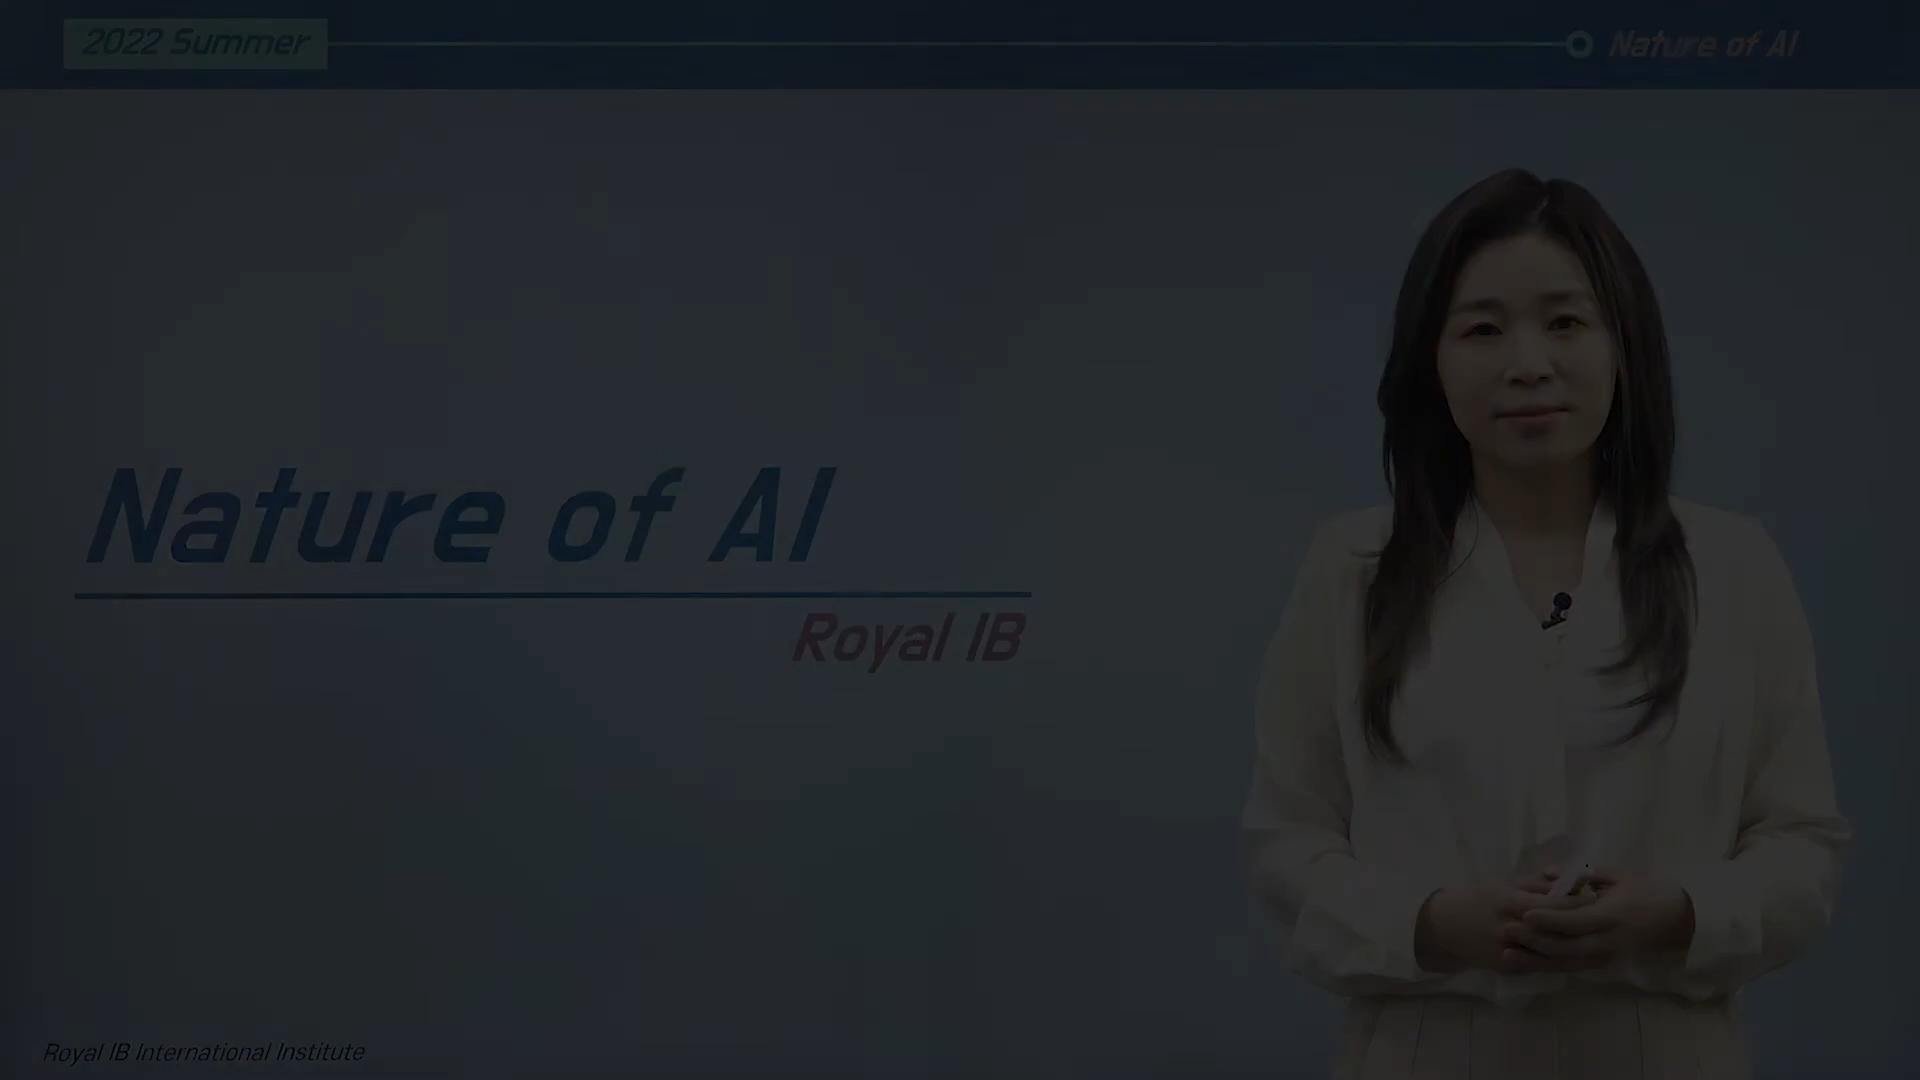 2022 Summer
Nature of AI
Nature of AI
Royal IB
Royal IB International Institute